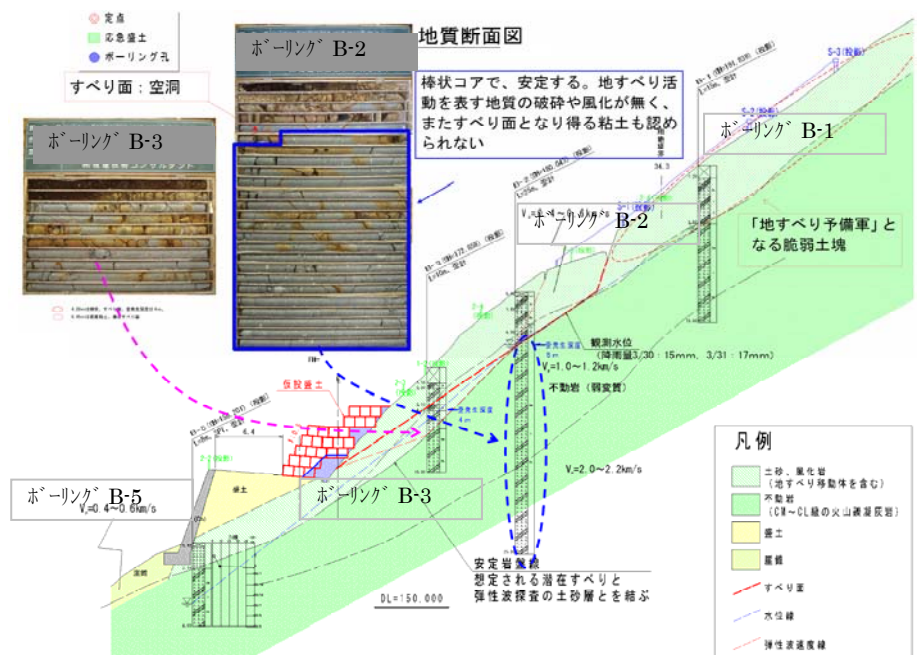 定点
応急盛土
ボーリング孔
地質断面図
すべり面：空洞
ボーリング B-2
棒状コアで、安定する。地すべり活
動を表す地質の破砕や風化が無く、
またすべり面となり得る粘土も認め
られない
ボーリング B-3
ボーリング B-1
ボーリング B-2
36.3
「地すべり予備軍」と
なる脆弱土塊
観測水位
(降雨量3/30：15mm、3/31：17mm)
V₁=1.0～1.2km/s
不動岩（弱変質）
V₁=2.0～2.2km/s
仮設盛土
4.4
盛土
ボーリング B-5
V₁=0.4～0.6km/s
ボーリング B-3
崖錐
安定岩盤線
想定される潜在すべりと
弾性波探査の土砂層とを結ぶ
DL=150.000
凡例
土砂、風化岩
(地すべり移動体を含む)
不動岩
(CM～CL級の火山礫凝灰岩)
盛土
崖錐
すべり面
水位線
弾性波速度線